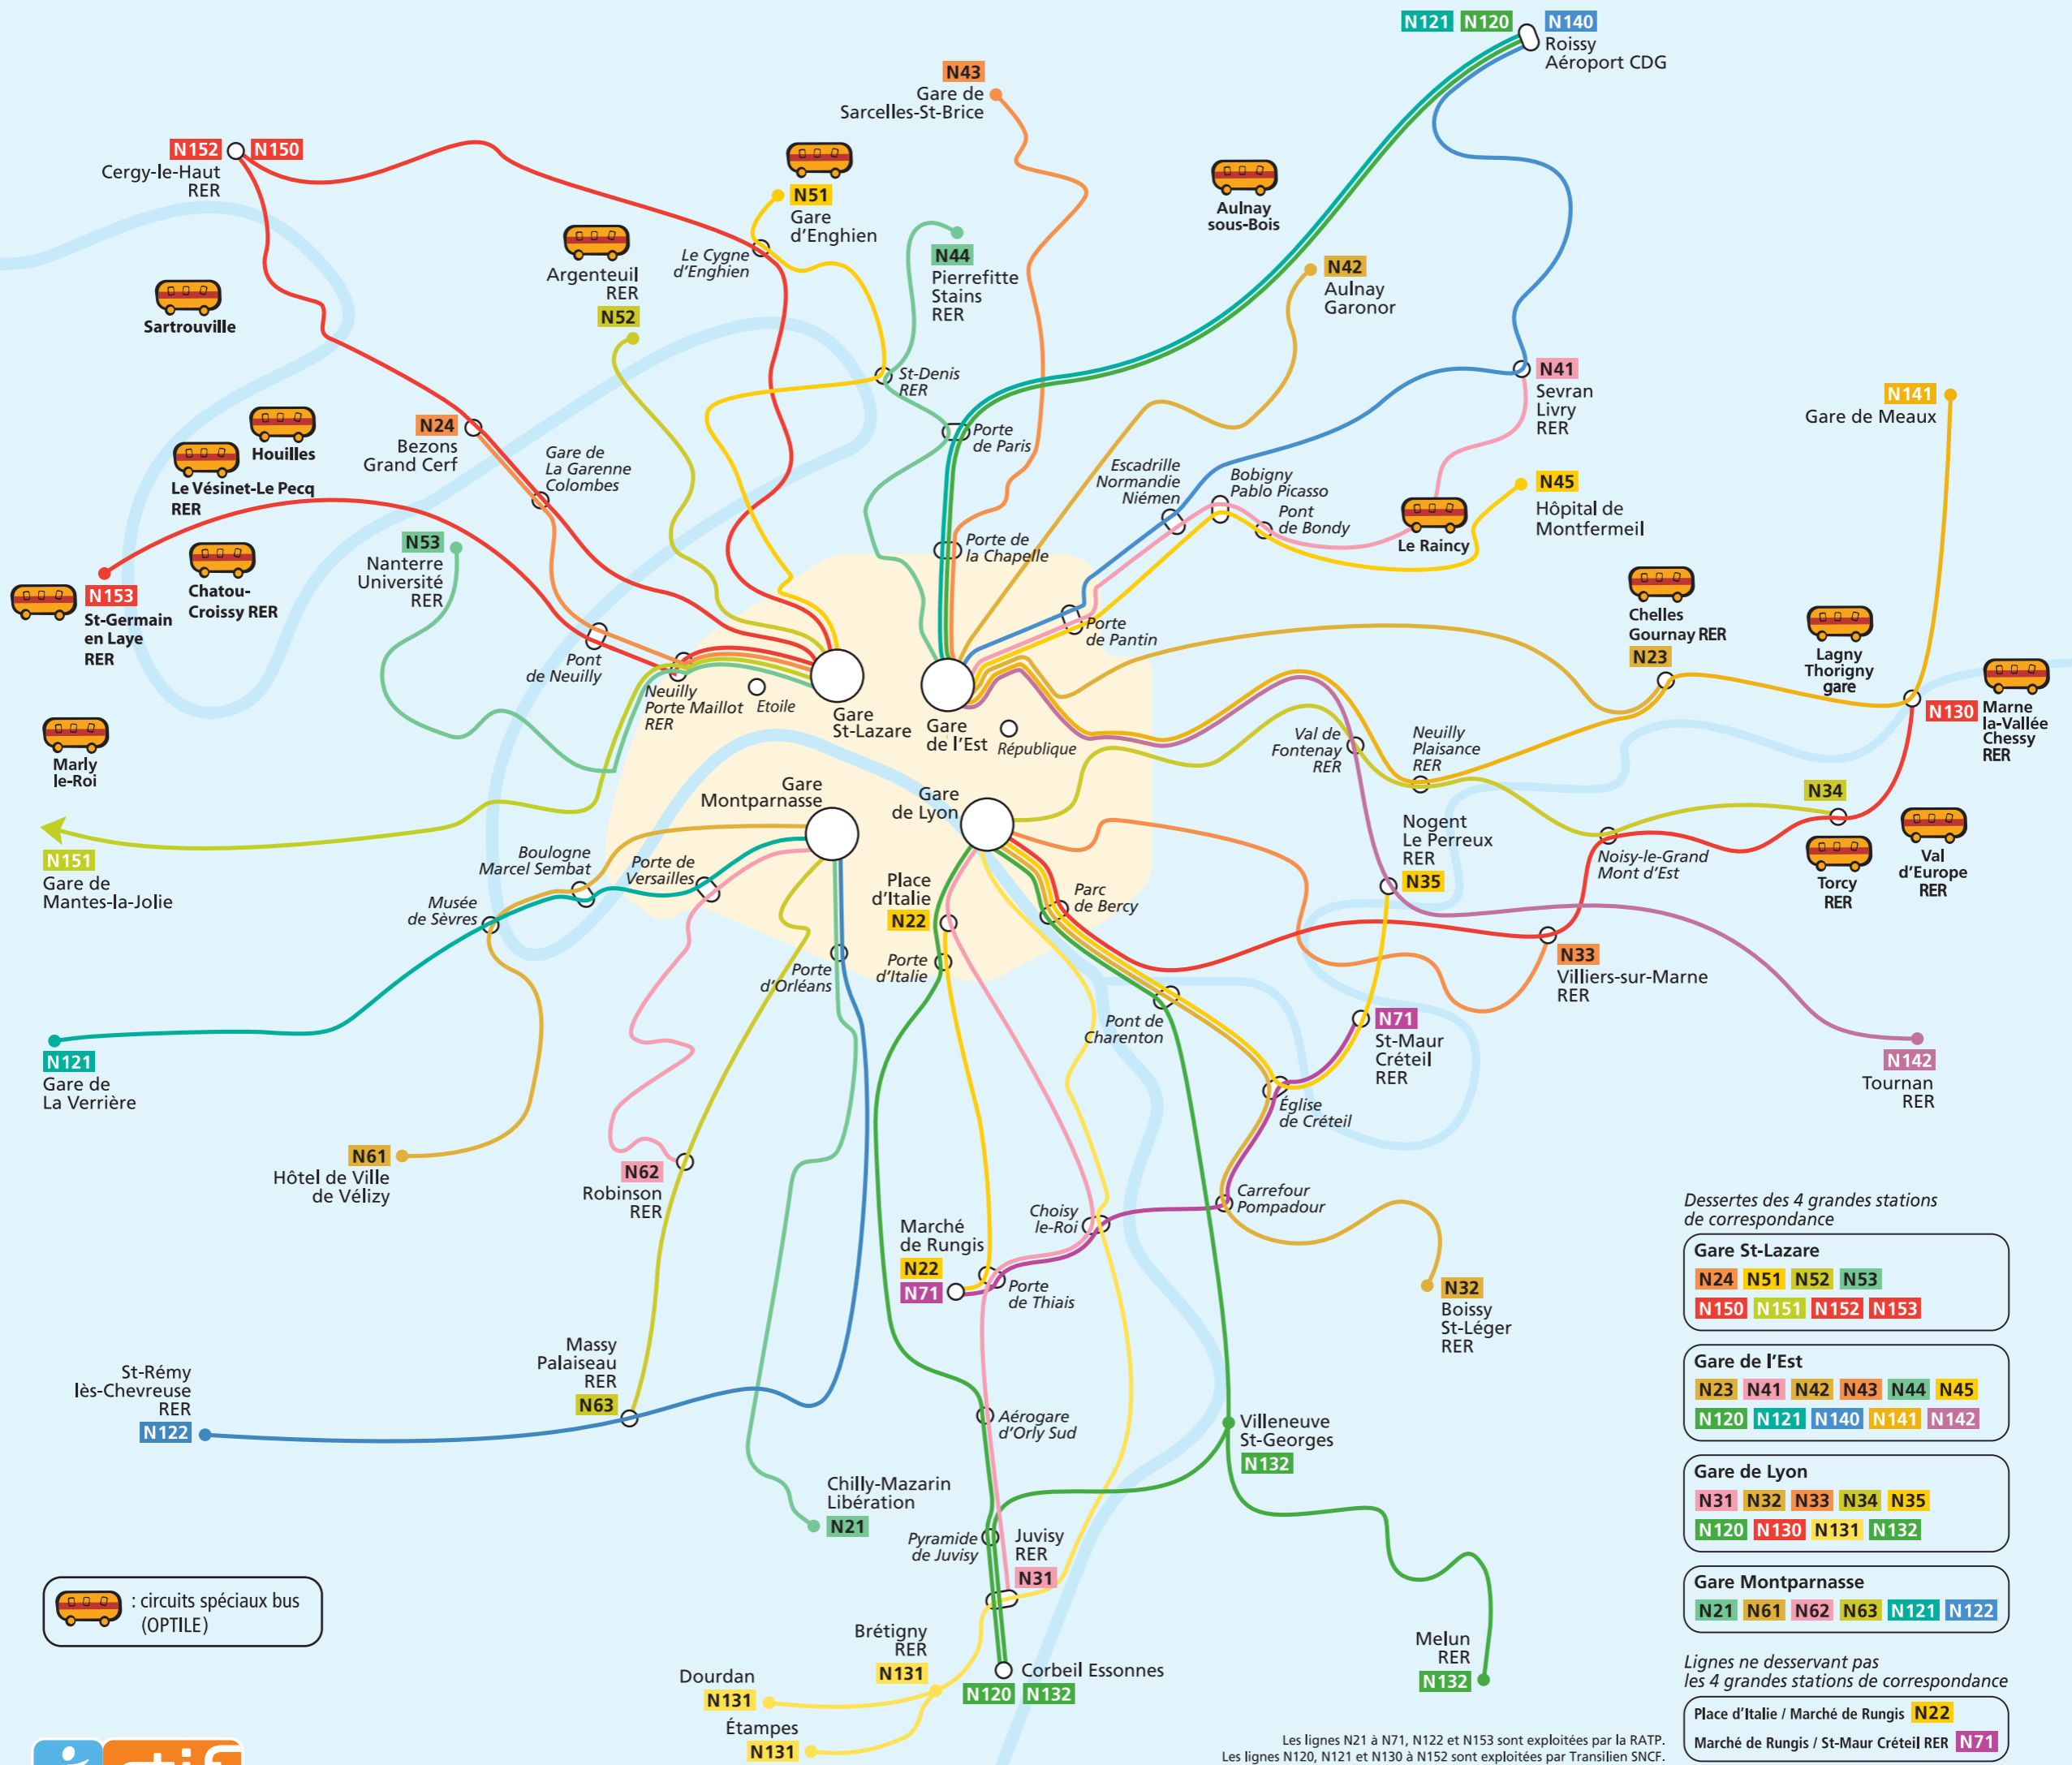 N121 N120 N140
Roissy
Aéroport CDG
N43
Gare de
Sarcelles-St-Brice
N152 N150
Cergy-le-Haut
RER
N51
Gare
d'Enghien
Le Cygne
d'Enghien
Argenteuil
RER
N52
N44
Pierrefitte
Stains
RER
Aulnay
sous-Bois
N42
Aulnay
Garonor
Sartrouville
St-Denis
RER
N41
Sevran
Livry
RER
N141
Gare de Meaux
Houilles
Le Vésinet-Le Pecq
RER
N24
Bezons
Grand Cerf
Gare de
La Garenne
Colombes
Porte
de Paris
Escadrille
Normandie
Niémen
Bobigny
Pablo Picasso
Pont
de Bondy
Le Raincy
N45
Hôpital de
Montfermeil
N53
Nanterre
Université
RER
Porte de
la Chapelle
Chatou-
Croissy RER
N153
St-Germain
en Laye
RER
Porte
de Pantin
Chelles
Gournay RER
N23
Lagny
Thorigny
gare
N130
Marne
la-Vallée
Chessy
RER
Pont
de Neuilly
Neuilly
Porte Maillot
RER
Etoile
Gare
St-Lazare
Gare
de l'Est
République
Val de
Fontenay
RER
Neuilly
Plaisance
RER
Marly
le-Roi
Gare
Montparnasse
Gare
de Lyon
N34
Torcy
RER
Val
d'Europe
RER
Noisy-le-Grand
Mont d'Est
N151
Gare de
Mantes-la-Jolie
Boulogne
Marcel Sembat
Porte de
Versailles
Musée
de Sèvres
Place
d'Italie
N22
Parc
de Bercy
Nogent
Le Perreux
RER
N35
Porte
d'Orléans
Porte
d'Italie
N33
Villiers-sur-Marne
RER
Pont de
Charenton
N71
St-Maur
Créteil
RER
N121
Gare de
La Verrière
N142
Tournan
RER
Église
de Créteil
N61
Hôtel de Ville
de Vélizy
N62
Robinson
RER
Carrefour
Pompadour
Choisy
le-Roi
Marché
de Rungis
N22
N71
Porte
de Thiais
N32
Boissy
St-Léger
RER
Massy
Palaiseau
RER
N63
St-Rémy
lès-Chevreuse
RER
N122
Aérogare
d'Orly Sud
Villeneuve
St-Georges
N132
Chilly-Mazarin
Libération
N21
Pyramide
de Juvisy
Juvisy
RER
N31
Brétigny
RER
N131
Dourdan
N131
Étampes
N131
Corbeil Essonnes
N120 N132
Melun
RER
N132
: circuits spéciaux bus
(OPTILE)
Dessertes des 4 grandes stations
de correspondance
Gare St-Lazare
N24 N51 N52 N53
N150 N151 N152 N153
Gare de l'Est
N23 N41 N42 N43 N44 N45
N120 N121 N140 N141 N142
Gare de Lyon
N31 N32 N33 N34 N35
N120 N130 N131 N132
Gare Montparnasse
N21 N61 N62 N63 N121 N122
Lignes ne desservant pas
les 4 grandes stations de correspondance
Place d'Italie / Marché de Rungis N22
Marché de Rungis / St-Maur Créteil RER N71
Les lignes N21 à N71, N122 et N153 sont exploitées par la RATP.
Les lignes N120, N121 et N130 à N152 sont exploitées par Transilien SNCF.
stif